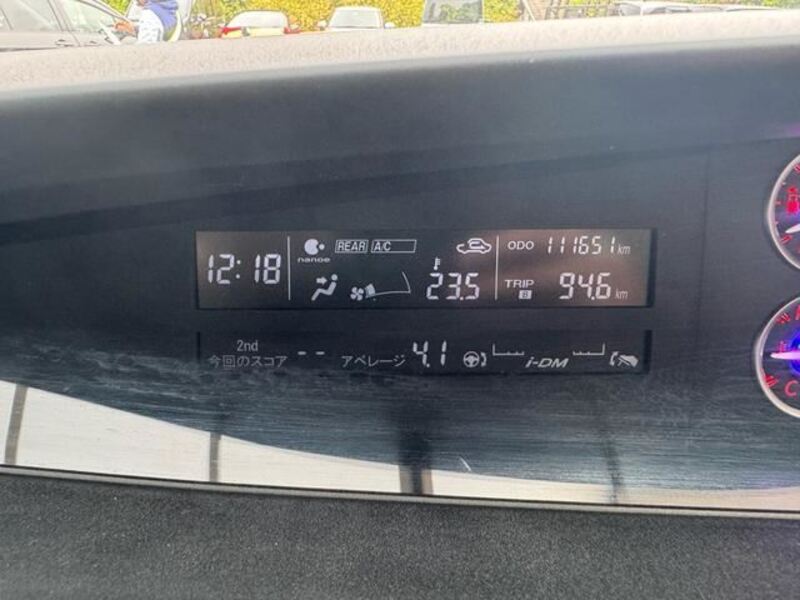 12:18 nanoe REAR A/C 23.5 ODO 111651 km
TRIP B 94.6 km
2nd
今回のスコア -- アベレージ 4.1 i-DM
C